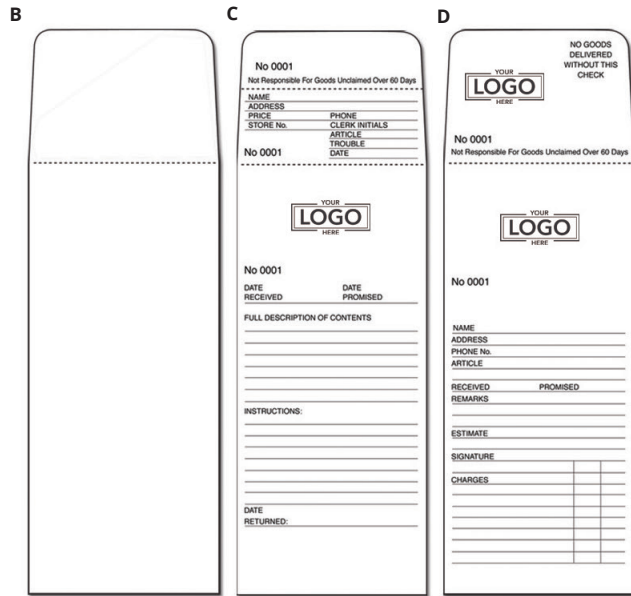 B
C
No 0001
Not Responsible For Goods Unclaimed Over 60 Days
NAME
ADDRESS
PRICE PHONE
STORE No. CLERK INITIALS
ARTICLE
TROUBLE
No 0001 DATE
YOUR
LOGO
HERE
No 0001
DATE DATE
RECEIVED PROMISED
FULL DESCRIPTION OF CONTENTS
INSTRUCTIONS:
DATE
RETURNED:
D
NO GOODS
DELIVERED
WITHOUT THIS
CHECK
YOUR
LOGO
HERE
No 0001
Not Responsible For Goods Unclaimed Over 60 Days
YOUR
LOGO
HERE
No 0001
NAME
ADDRESS
PHONE No.
ARTICLE
RECEIVED PROMISED
REMARKS
ESTIMATE
SIGNATURE
CHARGES